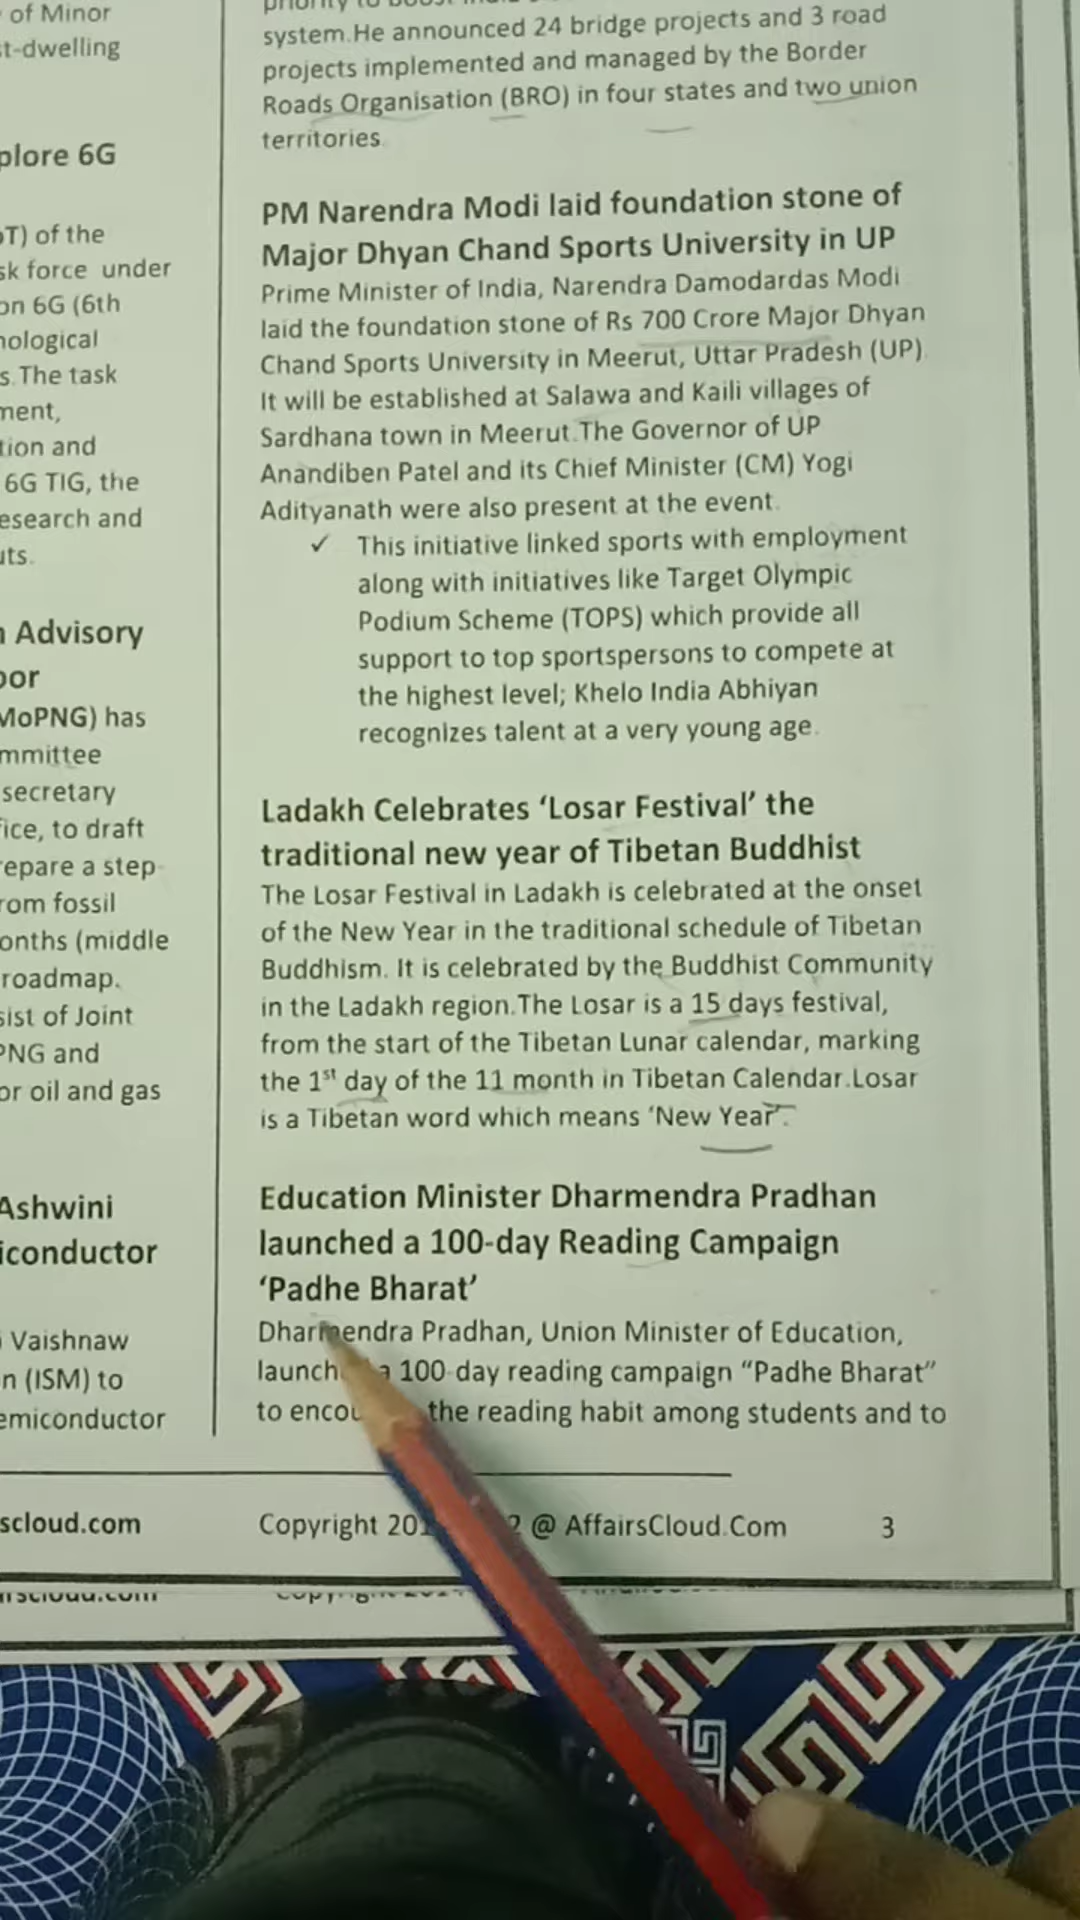 of Minor
st-dwelling
plore 6G
oT) of the
sk force under
on 6G (6th
nological
s.The task
ment,
tion and
6G TIG, the
esearch and
uts.
n Advisory
oor
MoPNG) has
mmittee
secretary
fice, to draft
repare a step-
rom fossil
onths (middle
roadmap.
sist of Joint
PNG and
or oil and gas
Ashwini
iconductor
i Vaishnaw
n (ISM) to
emiconductor
system.He announced 24 bridge projects and 3 road
projects implemented and managed by the Border
Roads Organisation (BRO) in four states and two union
territories.
PM Narendra Modi laid foundation stone of
Major Dhyan Chand Sports University in UP
Prime Minister of India, Narendra Damodardas Modi
laid the foundation stone of Rs 700 Crore Major Dhyan
Chand Sports University in Meerut, Uttar Pradesh (UP).
It will be established at Salawa and Kaili villages of
Sardhana town in Meerut.The Governor of UP
Anandiben Patel and its Chief Minister (CM) Yogi
Adityanath were also present at the event.
✓ This initiative linked sports with employment
along with initiatives like Target Olympic
Podium Scheme (TOPS) which provide all
support to top sportspersons to compete at
the highest level; Khelo India Abhiyan
recognizes talent at a very young age.
Ladakh Celebrates ‘Losar Festival’ the
traditional new year of Tibetan Buddhist
The Losar Festival in Ladakh is celebrated at the onset
of the New Year in the traditional schedule of Tibetan
Buddhism. It is celebrated by the Buddhist Community
in the Ladakh region.The Losar is a 15 days festival,
from the start of the Tibetan Lunar calendar, marking
the 1st day of the 11 month in Tibetan Calendar.Losar
is a Tibetan word which means ‘New Year’.
Education Minister Dharmendra Pradhan
launched a 100-day Reading Campaign
‘Padhe Bharat’
Dharmendra Pradhan, Union Minister of Education,
a 100-day reading campaign “Padhe Bharat”
to the reading habit among students and to
scloud.com
Copyright @ AffairsCloud.Com 3